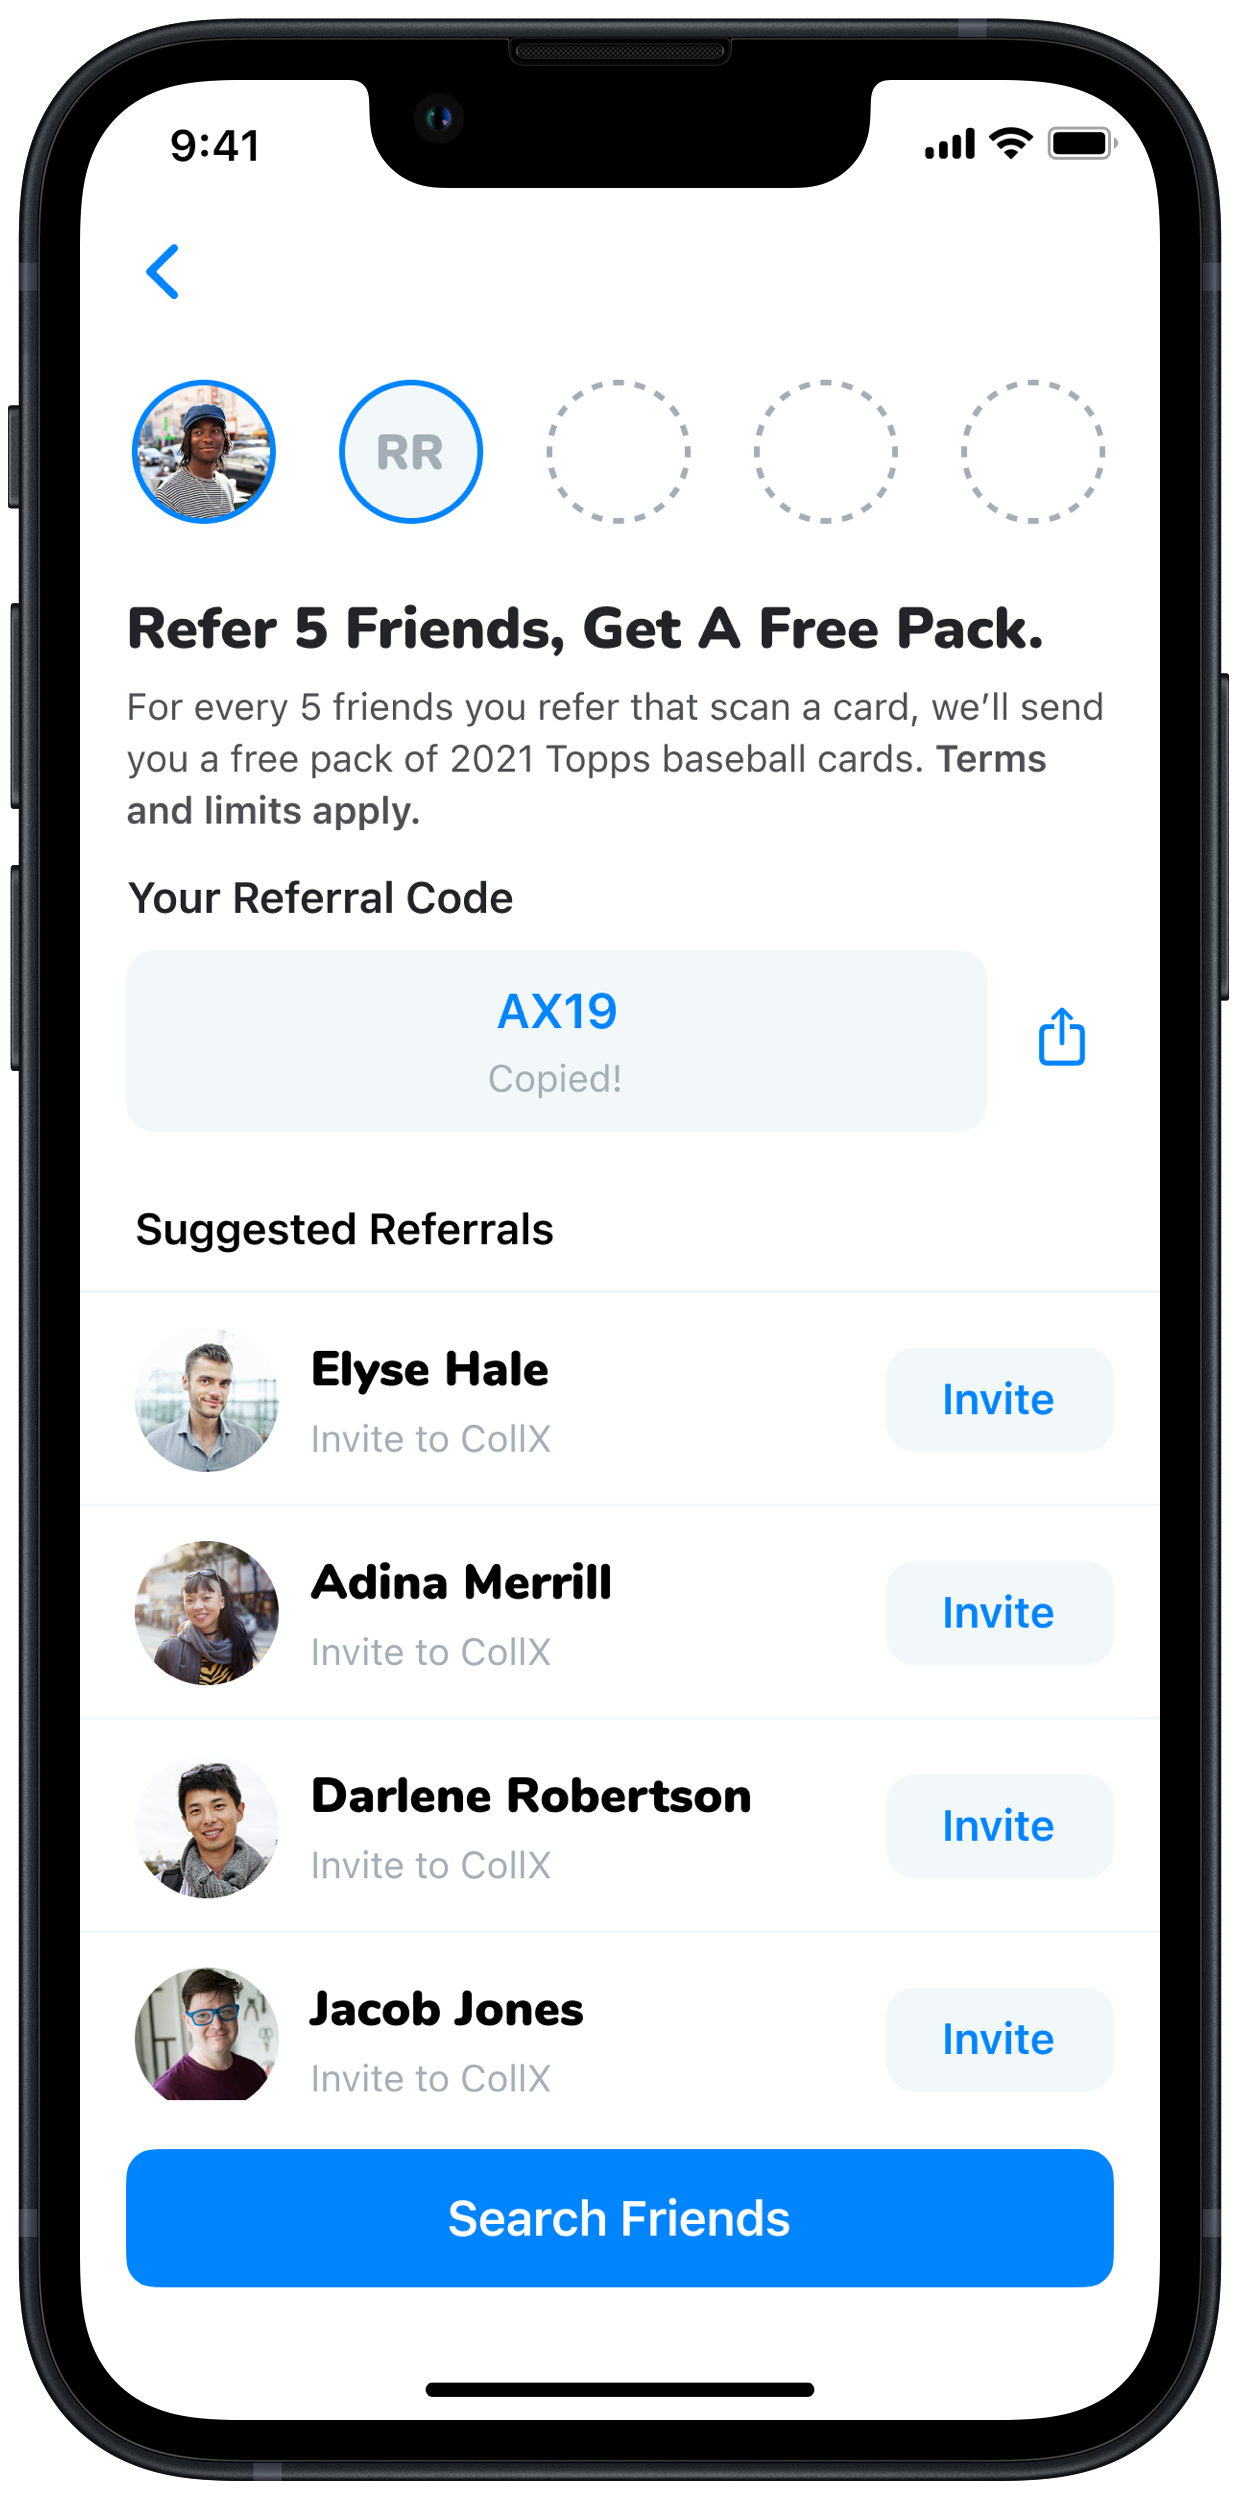 9:41
RR
Refer 5 Friends, Get A Free Pack.
For every 5 friends you refer that scan a card, we’ll send
you a free pack of 2021 Topps baseball cards. Terms
and limits apply.
Your Referral Code
AX19
Copied!
Suggested Referrals
Elyse Hale
Invite to CollX
Invite
Adina Merrill
Invite to CollX
Invite
Darlene Robertson
Invite to CollX
Invite
Jacob Jones
Invite to CollX
Invite
Search Friends